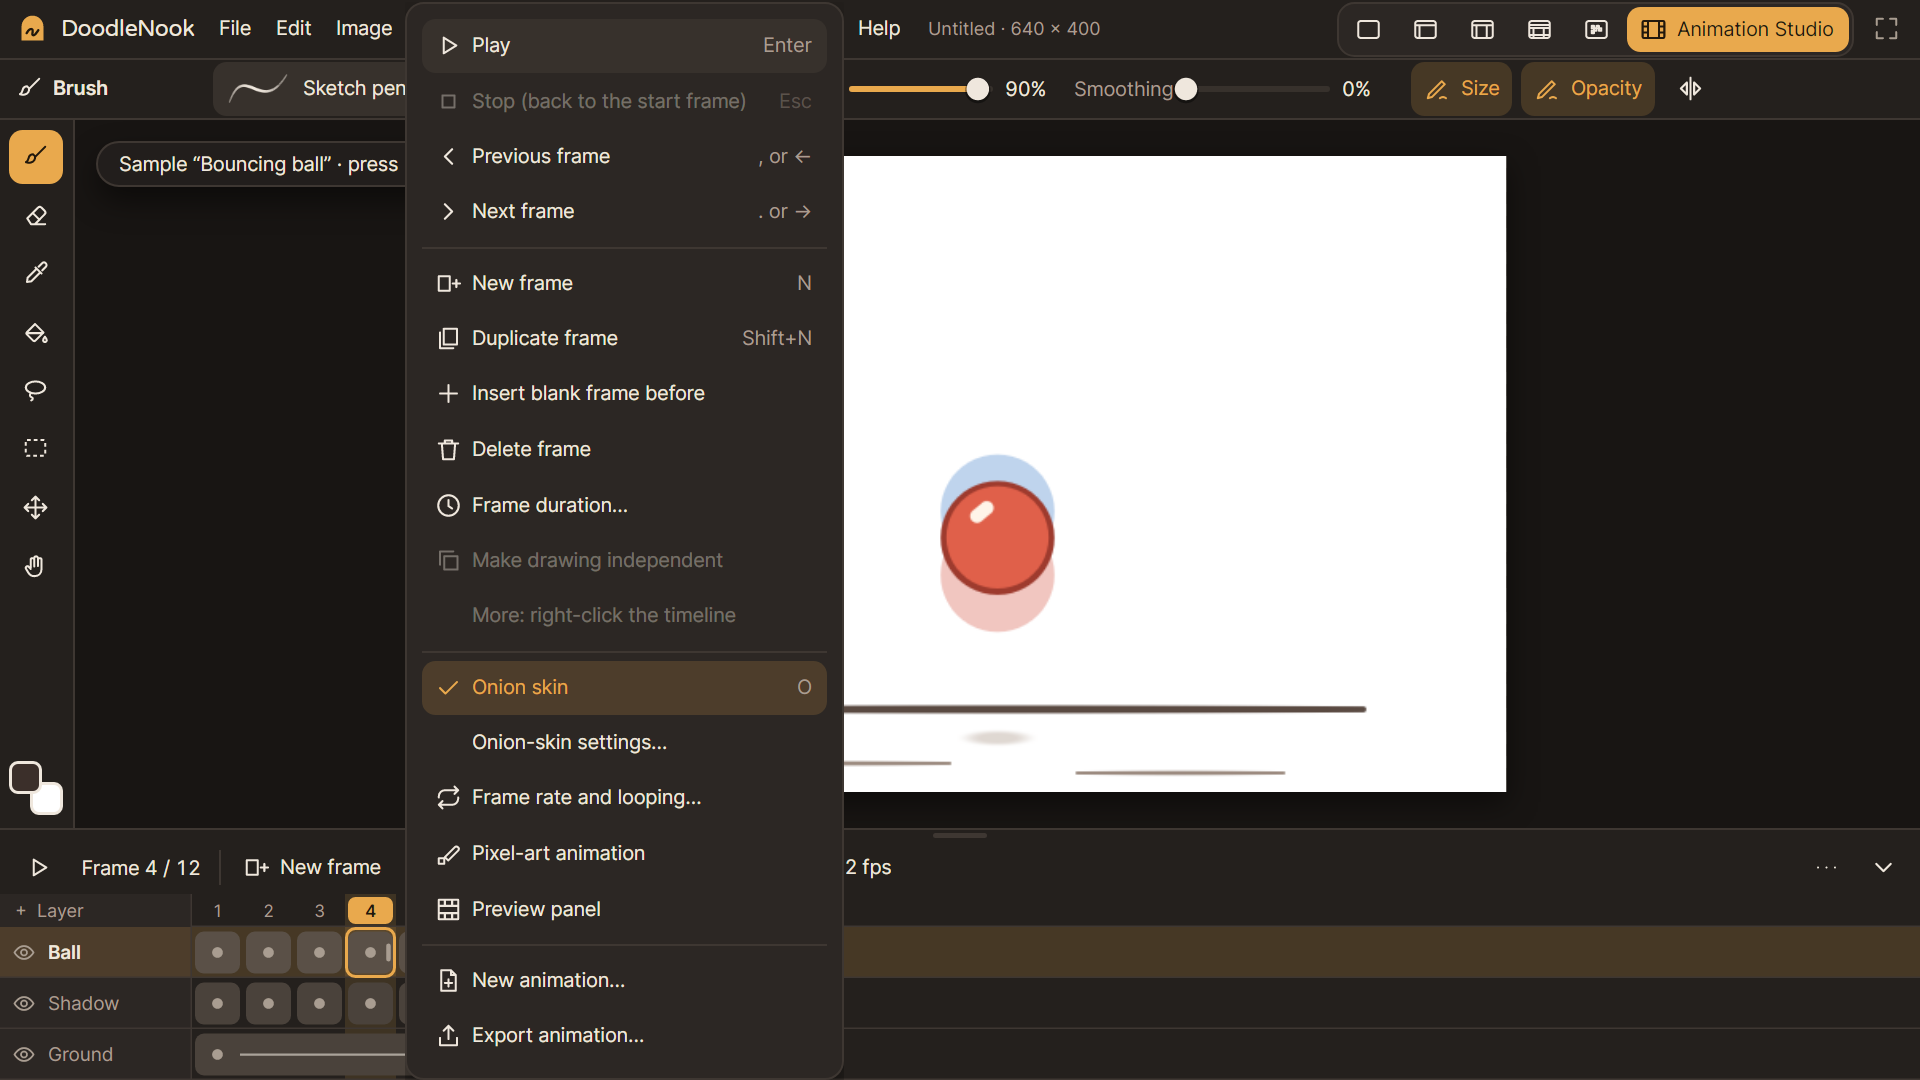 DoodleNook File Edit Image Help Untitled · 640 × 400 Animation Studio
Brush Sketch pen 90% Smoothing 0% Size Opacity
Sample “Bouncing ball” · press
Play Enter
Stop (back to the start frame) Esc
Previous frame , or ←
Next frame . or →
New frame N
Duplicate frame Shift+N
Insert blank frame before
Delete frame
Frame duration...
Make drawing independent
More: right-click the timeline
Onion skin O
Onion-skin settings...
Frame rate and looping...
Pixel-art animation
Preview panel
New animation...
Export animation...
Frame 4 / 12 New frame 2 fps
+ Layer 1 2 3 4
Ball
Shadow
Ground